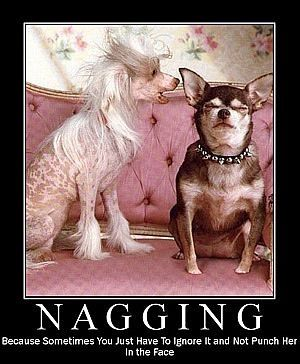 NAGGING
Because Sometimes You Just Have To Ignore It and Not Punch Her
In the Face